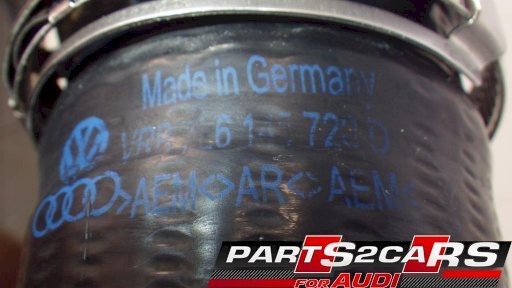 Made in Germany
>AEM<>AR<>AEM<
PARTS2CARS
FOR AUDI